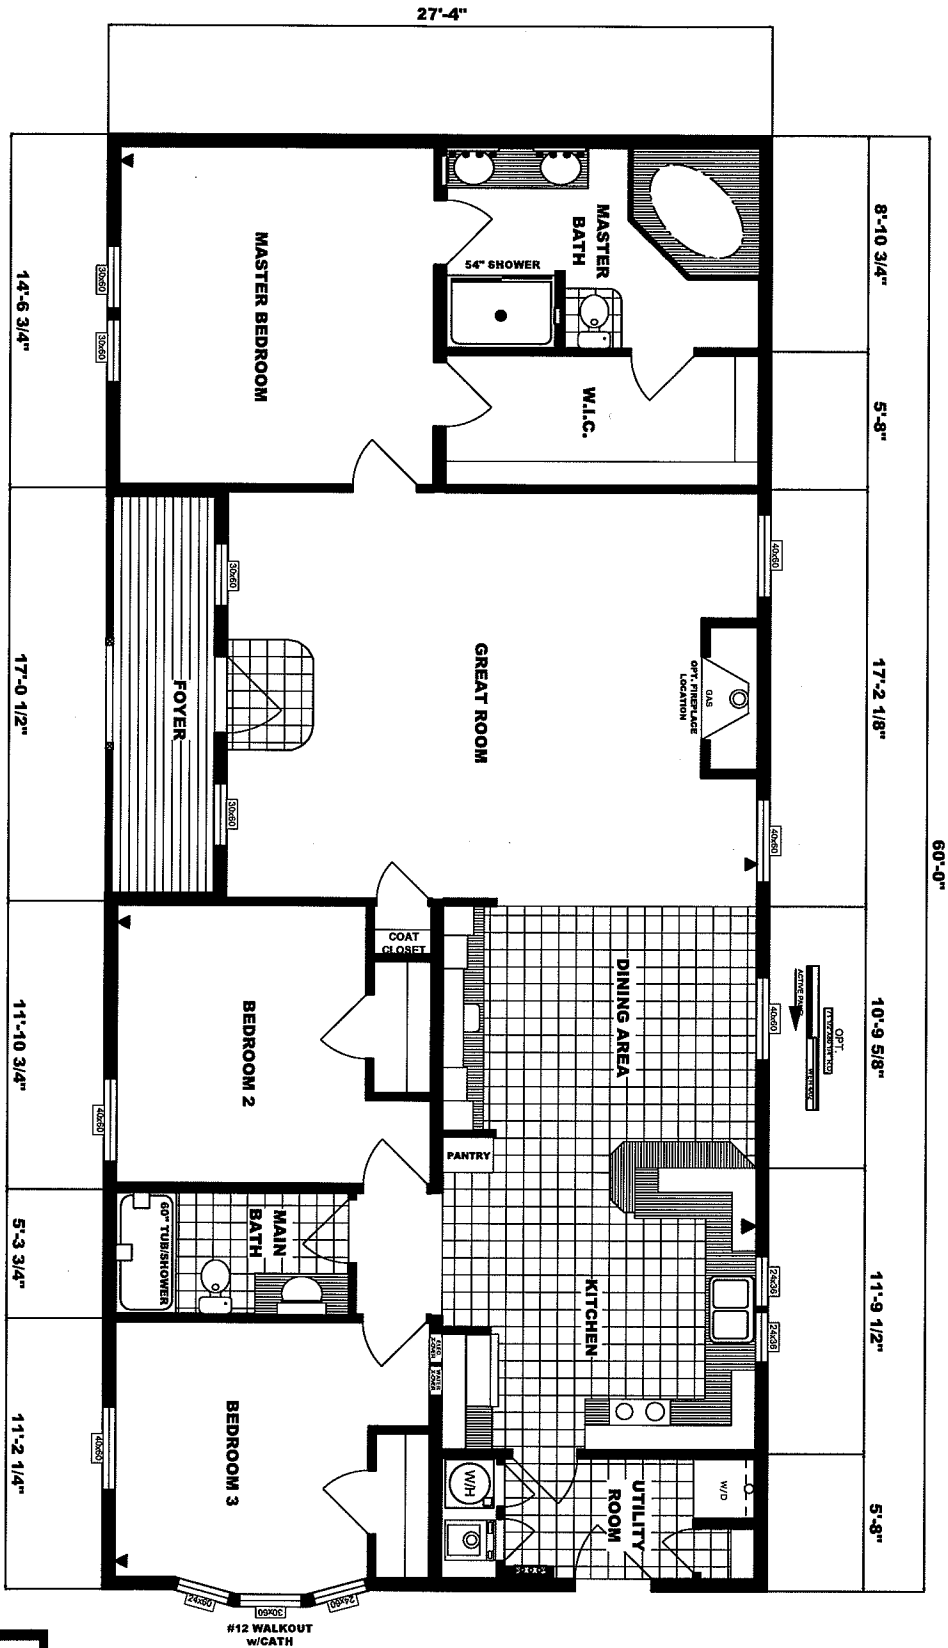 27'-4"
8'-10 3/4"
14'-6 3/4"
MASTER
BATH
54" SHOWER
MASTER BEDROOM
30x60
30x60
5'-8"
W.I.C.
40x60
30x60
17'-2 1/8"
17'-0 1/2"
60'-0"
GREAT ROOM
FOYER
GAS
OPT. FIREPLACE
LOCATION
30x60
40x60
COAT
CLOSET
DINING AREA
40x60
ACTIVE PANEL
OPT.
10'-9 5/8"
11'-10 3/4"
BEDROOM 2
40x60
PANTRY
MAIN
BATH
60" TUB/SHOWER
5'-3 3/4"
KITCHEN
24x36
24x36
11'-9 1/2"
ELEC
X-OVER
WATER
X-OVER
BEDROOM 3
40x60
11'-2 1/4"
W/H
UTILITY
ROOM
W/D
5'-8"
24x60
30x60
24x60
#12 WALKOUT
w/CATH